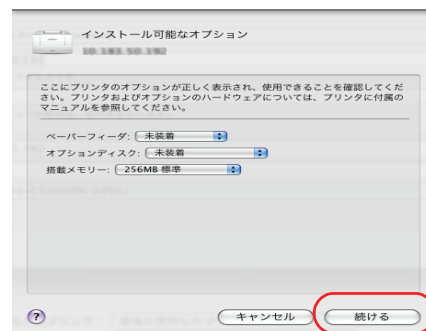 インストール可能なオプション
10.183.50.192
ここにプリンタのオプションが正しく表示され、使用できることを確認してくだ
さい。プリンタおよびオプションのハードウェアについては、プリンタに付属の
マニュアルを参照してください。
ペーパーフィーダ: 未装着
オプションディスク: 未装着
搭載メモリー: 256MB 標準
? キャンセル 続ける